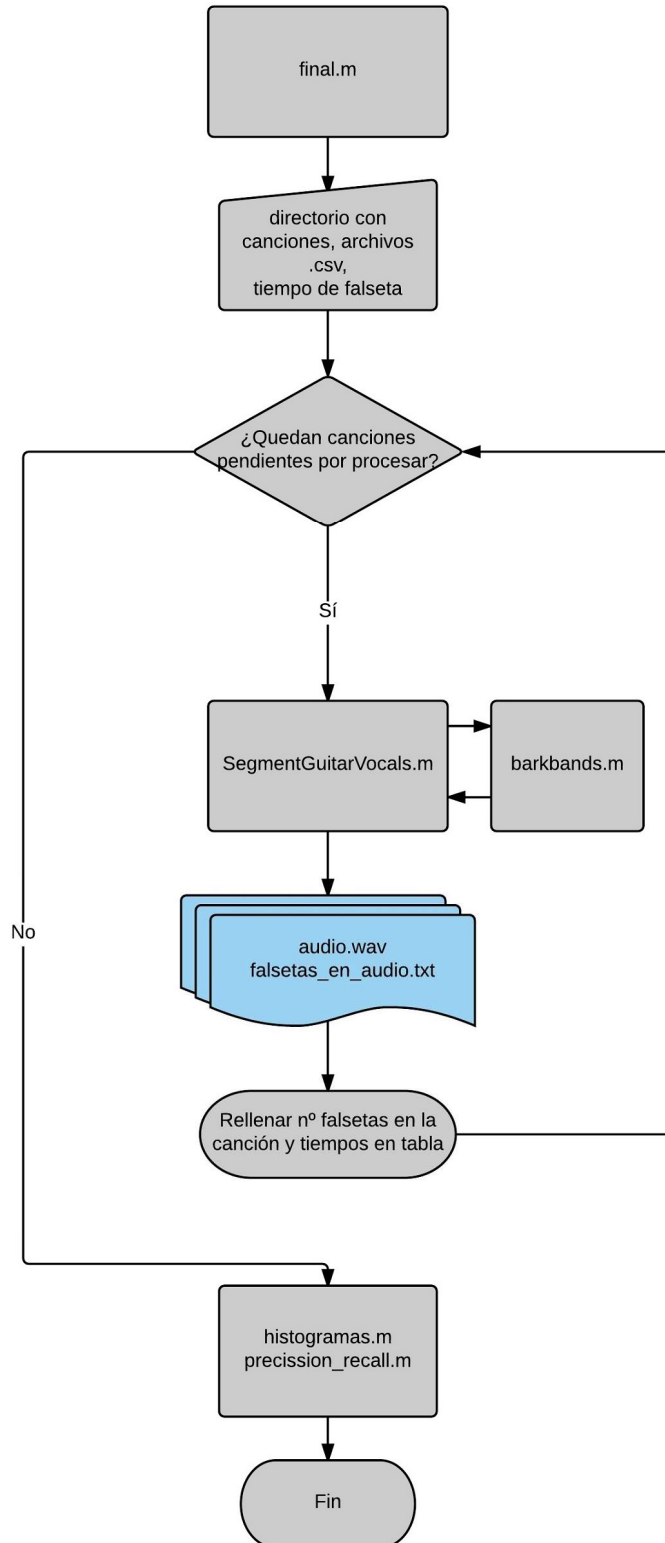 final.m
directorio con
canciones, archivos
.csv,
tiempo de falseta
¿Quedan canciones
pendientes por procesar?
Sí
SegmentGuitarVocals.m
barkbands.m
No
audio.wav
falsetas_en_audio.txt
Rellenar nº falsetas en la
canción y tiempos en tabla
histogramas.m
precission_recall.m
Fin